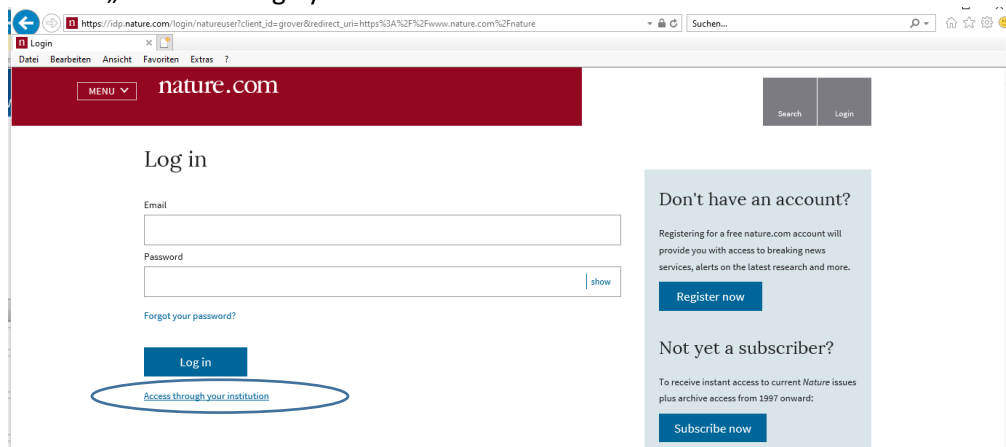 https://idp.nature.com/login/natureuser?client_id=grover&redirect_uri=https%3A%2F%2Fwww.nature.com%2Fnature
Suchen...
Login
Datei Bearbeiten Ansicht Favoriten Extras ?
MENU
nature.com
Search Login
Log in
Email
Password
show
Forgot your password?
Log in
Access through your institution
Don't have an account?
Registering for a free nature.com account will
provide you with access to breaking news
services, alerts on the latest research and more.
Register now
Not yet a subscriber?
To receive instant access to current Nature issues
plus archive access from 1997 onward:
Subscribe now